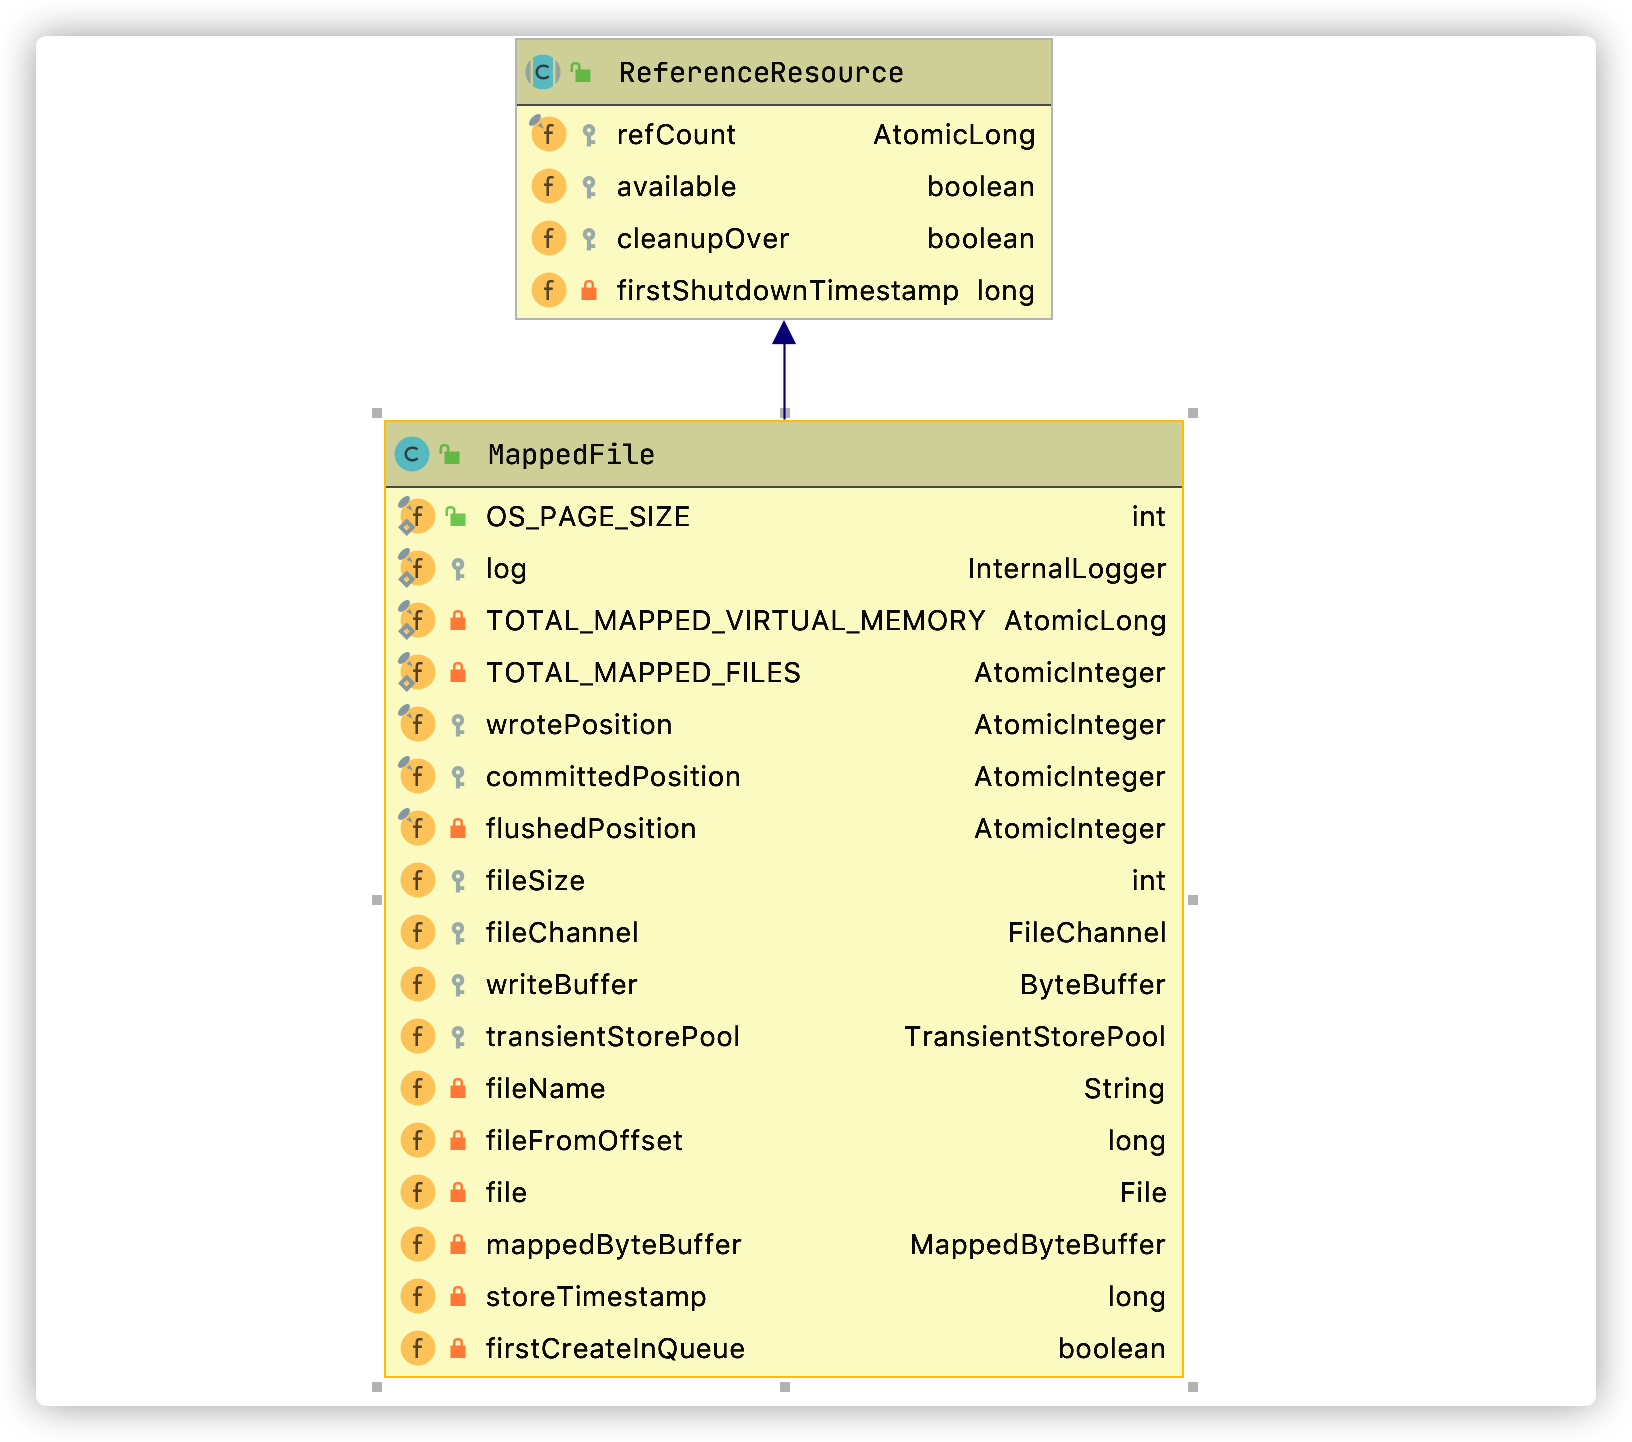 ReferenceResource
refCount AtomicLong
available boolean
cleanupOver boolean
firstShutdownTimestamp long
MappedFile
OS_PAGE_SIZE int
log InternalLogger
TOTAL_MAPPED_VIRTUAL_MEMORY AtomicLong
TOTAL_MAPPED_FILES AtomicInteger
wrotePosition AtomicInteger
committedPosition AtomicInteger
flushedPosition AtomicInteger
fileSize int
fileChannel FileChannel
writeBuffer ByteBuffer
transientStorePool TransientStorePool
fileName String
fileFromOffset long
file File
mappedByteBuffer MappedByteBuffer
storeTimestamp long
firstCreateInQueue boolean